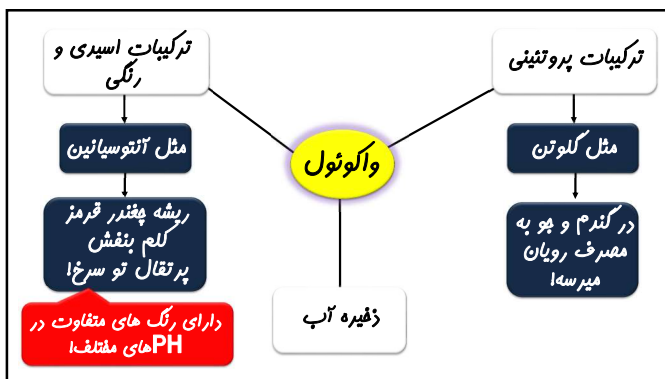 ترکیبات پروتئینی
مثل گلوتن
در گندم و جو به
مصرف رویان
میرسه!
واکوئول
ذخیره آب
ترکیبات اسیدی و
رنگی
مثل آنتوسیانین
ریشه چغندر قرمز
کلم بنفش
پرتقال تو سرخ!
دارای رنگ های متفاوت در
PHهای مختلف!